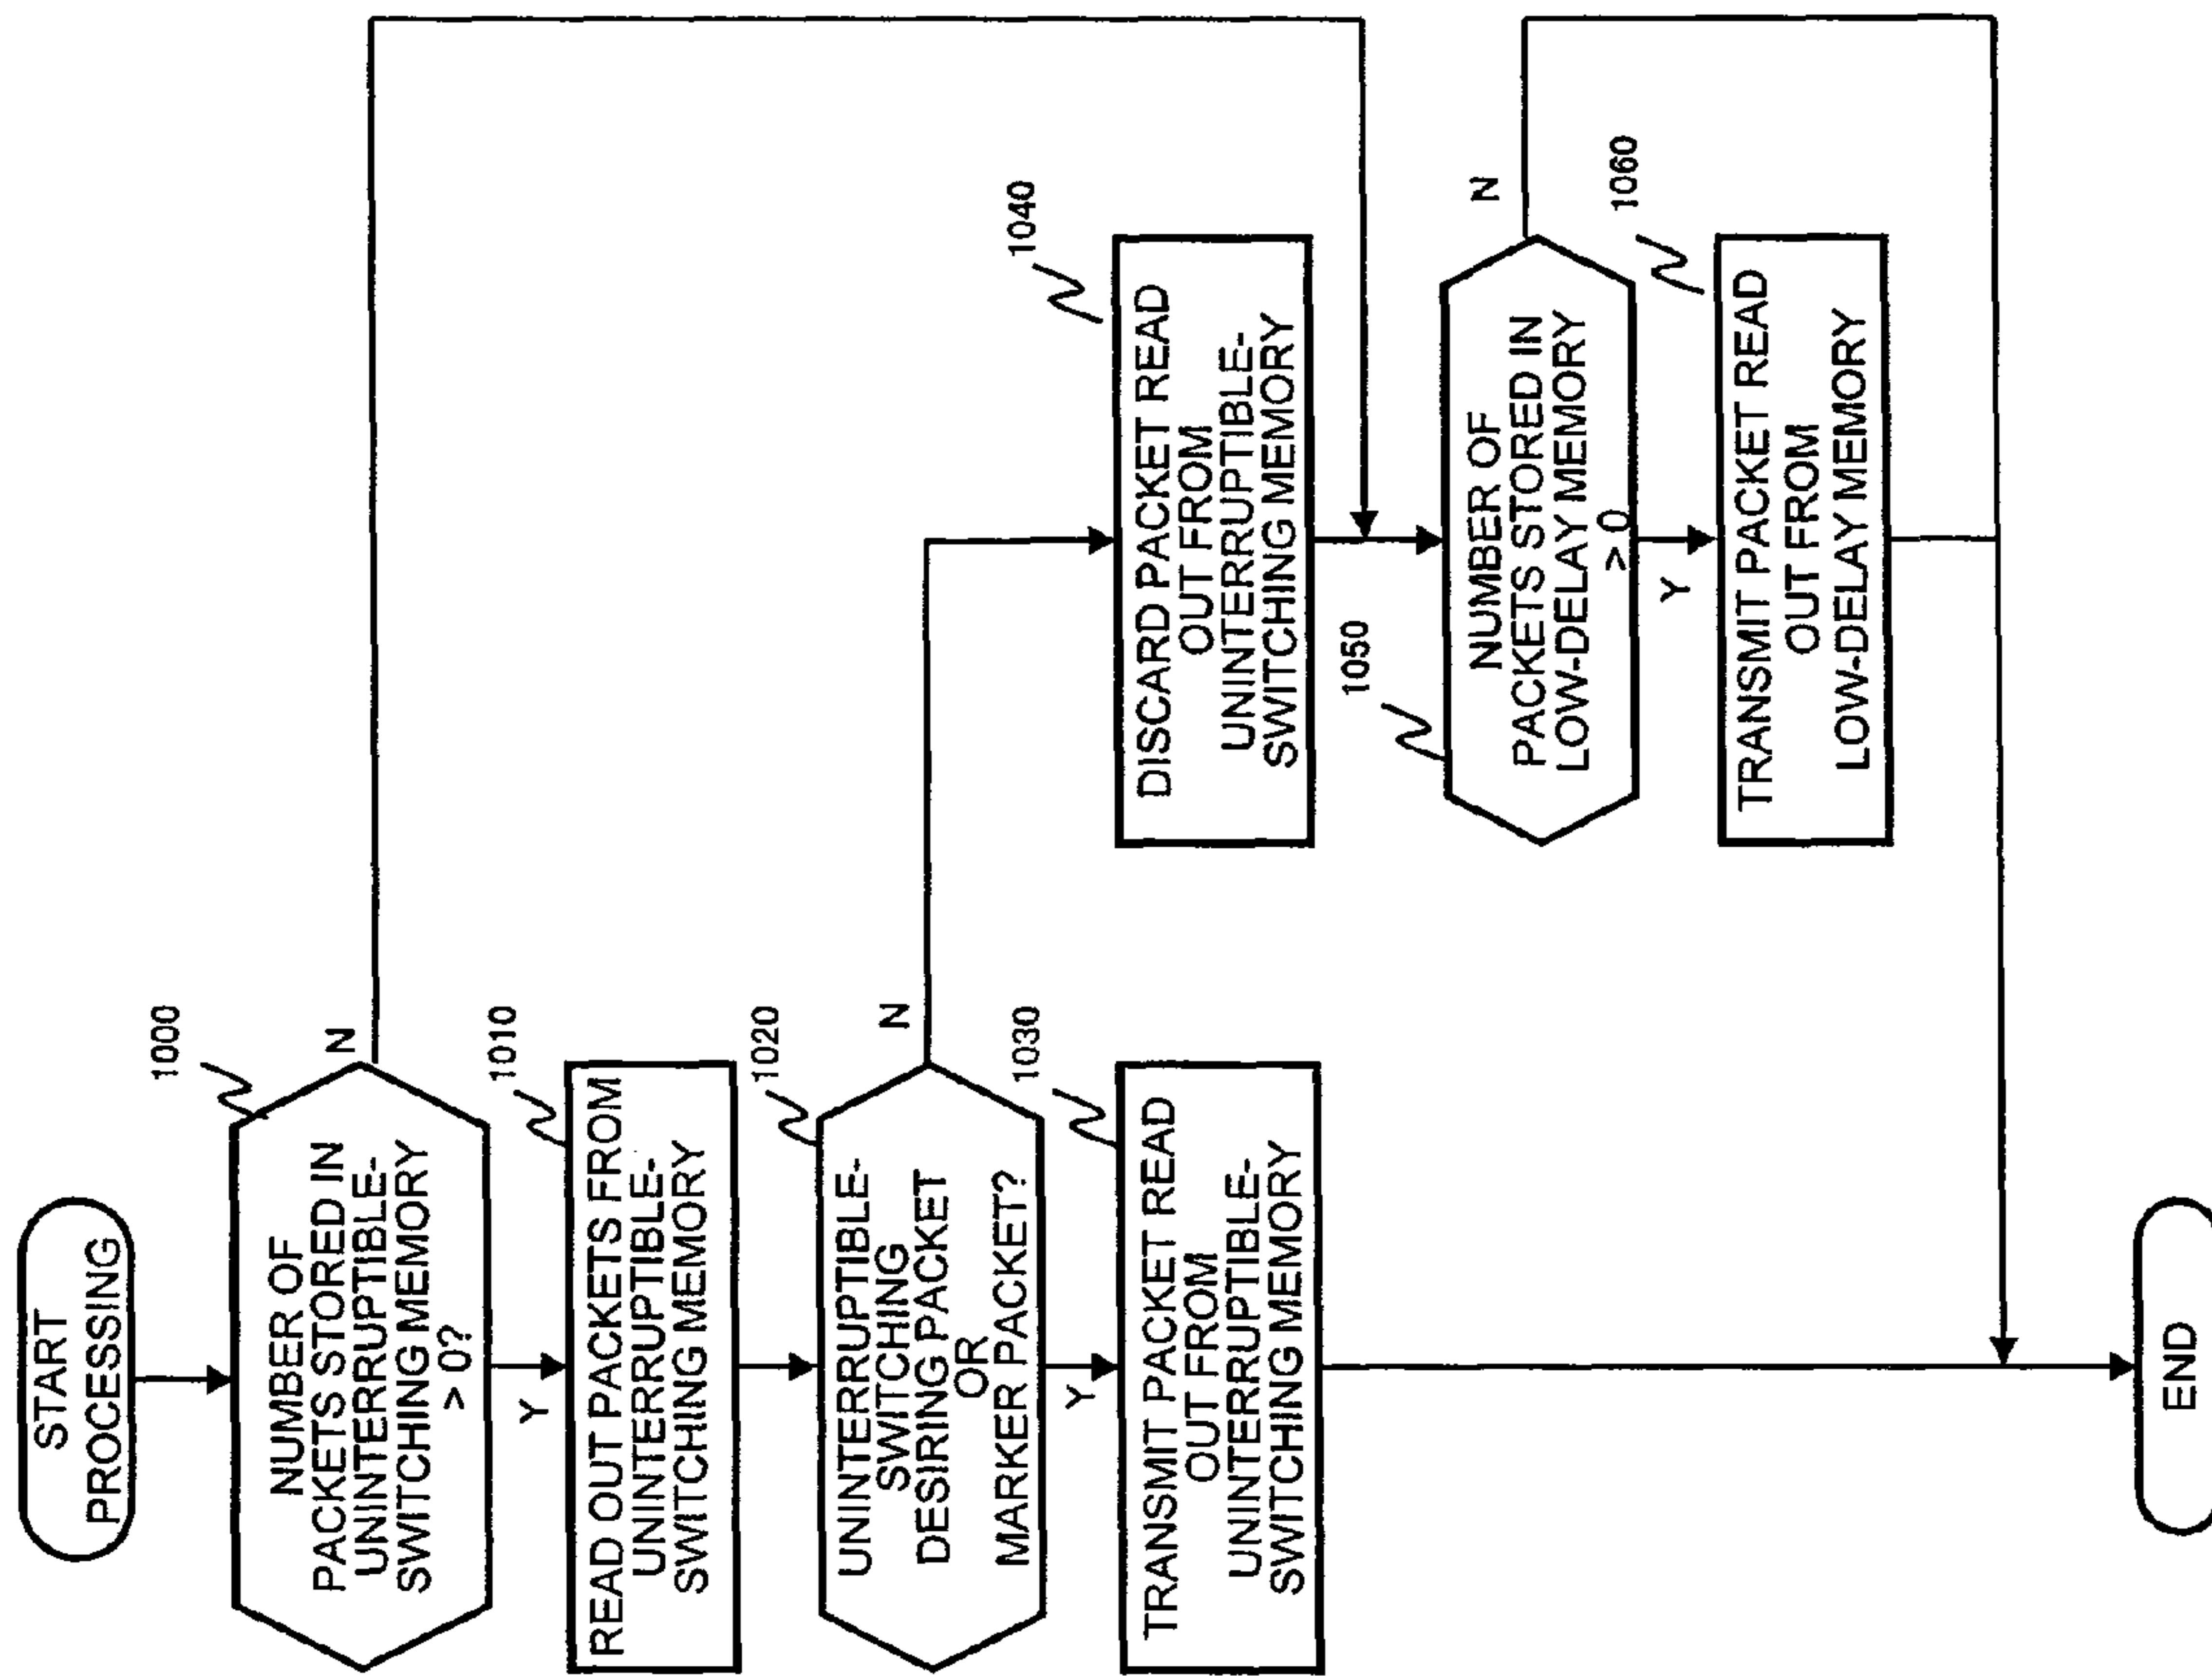 START
PROCESSING
1000
NUMBER OF
PACKETS STORED IN
UNINTERRUPTIBLE-
SWITCHING MEMORY
> 0?
N
Y
1010
READ OUT PACKETS FROM
UNINTERRUPTIBLE-
SWITCHING MEMORY
1020
UNINTERRUPTIBLE-
SWITCHING
DESIRING PACKET
OR
MARKER PACKET?
N
Y
1030
TRANSMIT PACKET READ
OUT FROM
UNINTERRUPTIBLE-
SWITCHING MEMORY
1040
DISCARD PACKET READ
OUT FROM
UNINTERRUPTIBLE-
SWITCHING MEMORY
1050
NUMBER OF
PACKETS STORED IN
LOW-DELAY MEMORY
> 0
N
Y
1060
TRANSMIT PACKET READ
OUT FROM
LOW-DELAY MEMORY
END